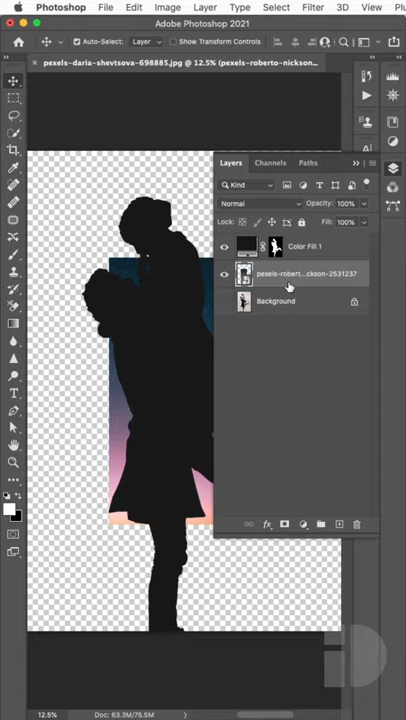 Photoshop File Edit Image Layer Type Select Filter 3D View
Adobe Photoshop 2021
Auto-Select: Layer Show Transform Controls
pexels-daria-shevtsova-698885.jpg @ 12.5% (pexels-roberto-nickson...
Layers Channels Paths
Kind
Normal Opacity: 100%
Lock: Fill: 100%
Color Fill 1
pexels-robert...ckson-2531237
Background
12.5% Doc: 63.3M/75.5M